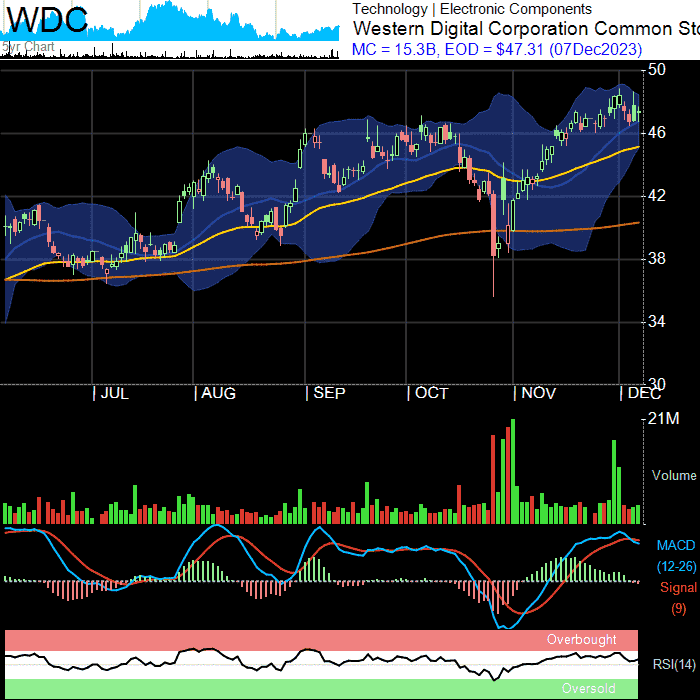 WDC
5yr Chart
Technology | Electronic Components
Western Digital Corporation Common Sto
MC = 15.3B, EOD = $47.31 (07Dec2023)
50
46
42
38
34
30
| JUL | AUG | SEP | OCT | NOV | DEC
21M
Volume
MACD
(12-26)
Signal
(9)
Overbought
RSI(14)
Oversold